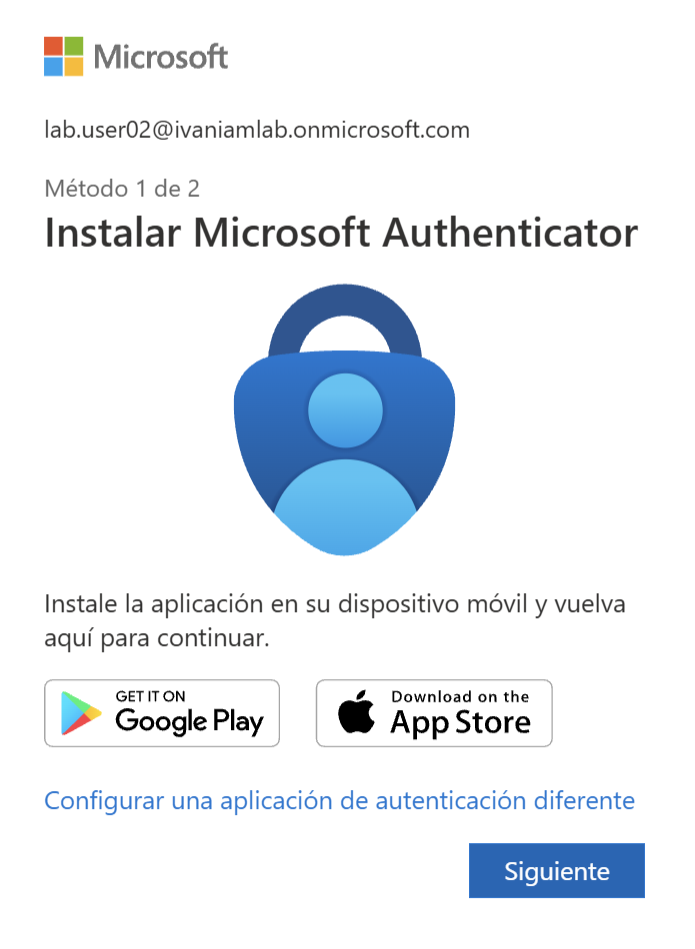 Microsoft
lab.user02@ivaniamlab.onmicrosoft.com
Método 1 de 2
Instalar Microsoft Authenticator
Instale la aplicación en su dispositivo móvil y vuelva
aquí para continuar.
GET IT ON
Google Play
Download on the
App Store
Configurar una aplicación de autenticación diferente
Siguiente